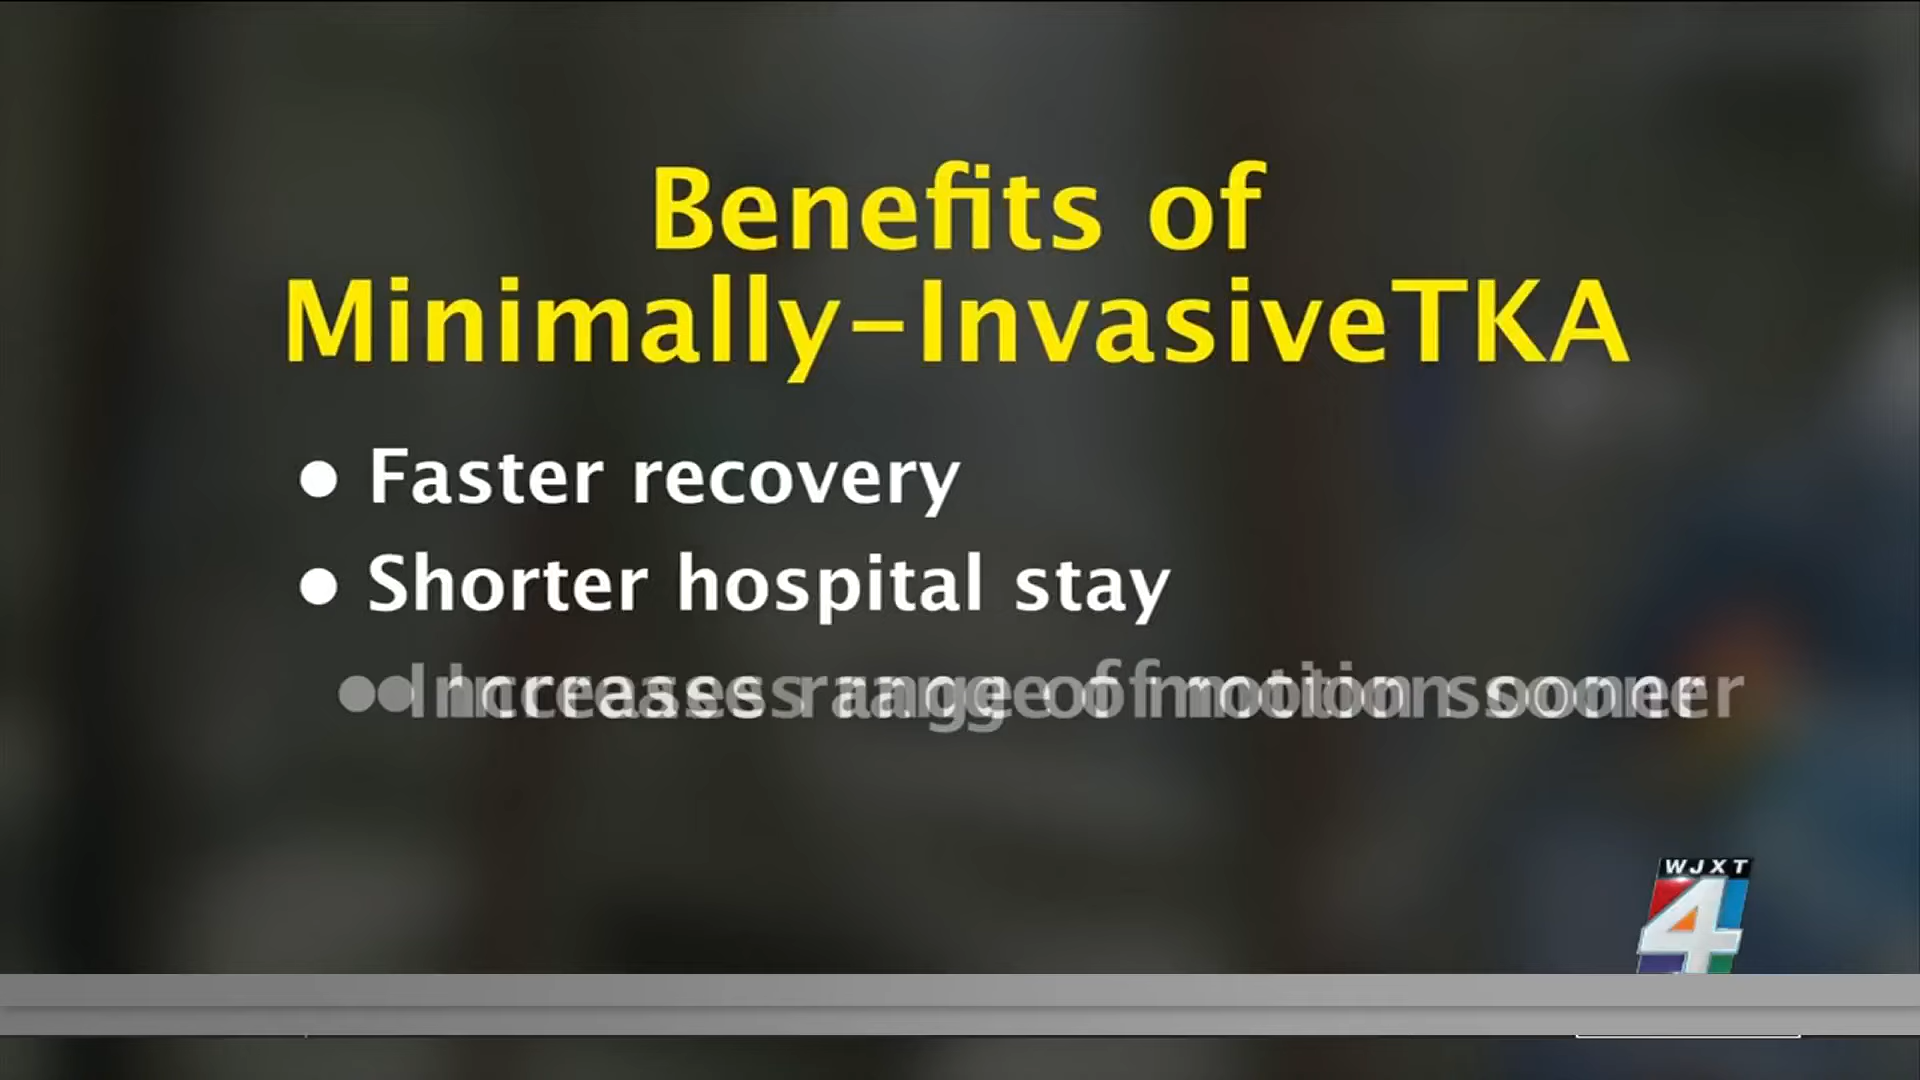 Benefits of
Minimally-InvasiveTKA
● Faster recovery
● Shorter hospital stay
● Increases range of motion sooner
WJXT
4